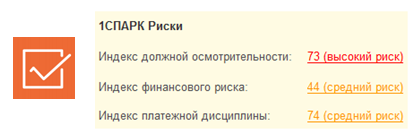 1СПАРК Риски
Индекс должной осмотрительности: 73 (высокий риск)
Индекс финансового риска: 44 (средний риск)
Индекс платежной дисциплины: 74 (средний риск)